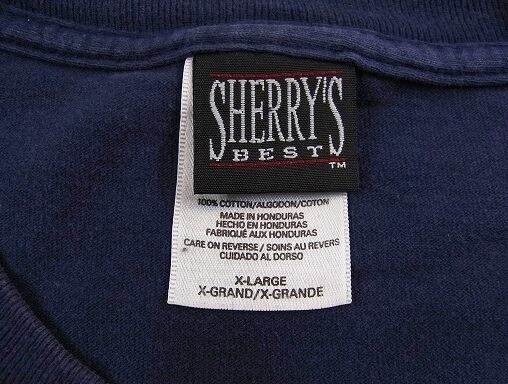 SHERRY'S
BEST
TM
100% COTTON/ALGODON/COTON
MADE IN HONDURAS
HECHO EN HONDURAS
FABRIQUÉ AUX HONDURAS
CARE ON REVERSE / SOINS AU REVERS
CUIDADO AL DORSO
X-LARGE
X-GRAND/X-GRANDE